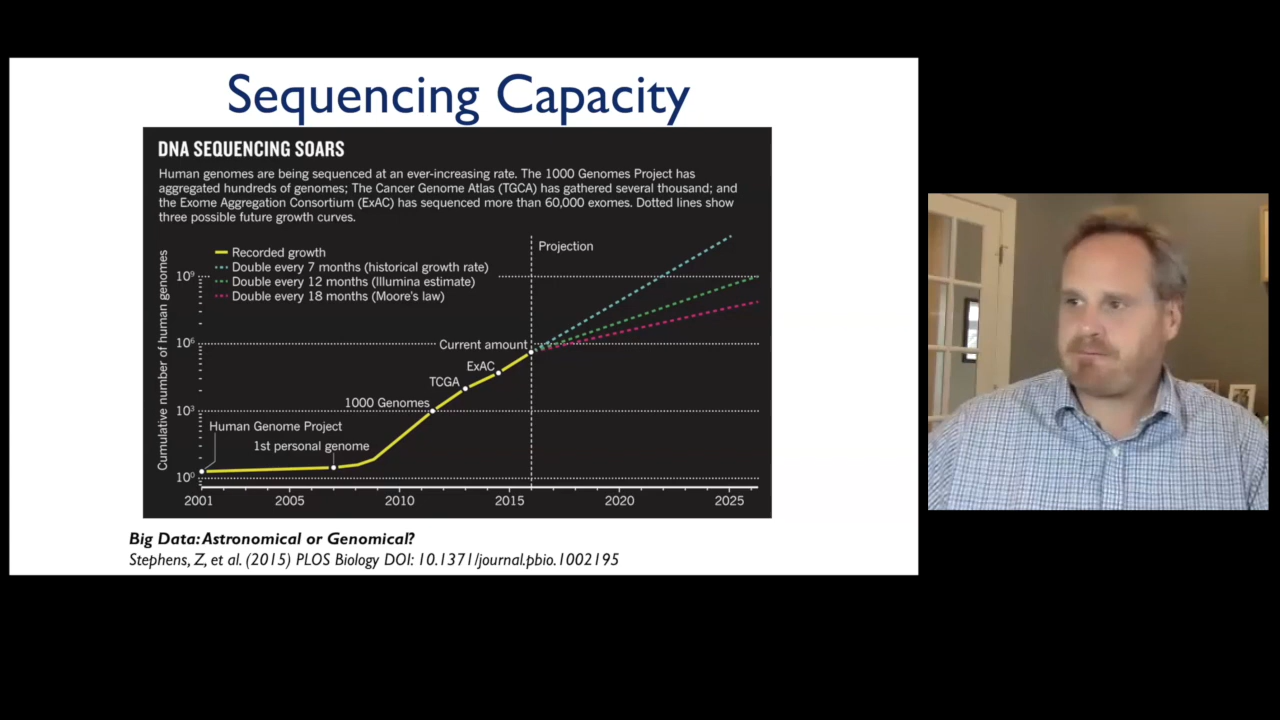 Sequencing Capacity
DNA SEQUENCING SOARS
Human genomes are being sequenced at an ever-increasing rate. The 1000 Genomes Project has
aggregated hundreds of genomes; The Cancer Genome Atlas (TGCA) has gathered several thousand; and
the Exome Aggregation Consortium (ExAC) has sequenced more than 60,000 exomes. Dotted lines show
three possible future growth curves.
Cumulative number of human genomes
Recorded growth
Double every 7 months (historical growth rate)
Double every 12 months (Illumina estimate)
Double every 18 months (Moore's law)
Projection
10⁹
10⁶
10³
10⁰
Current amount
ExAC
TCGA
1000 Genomes
Human Genome Project
1st personal genome
2001 2005 2010 2015 2020 2025
Big Data: Astronomical or Genomical?
Stephens, Z, et al. (2015) PLOS Biology DOI: 10.1371/journal.pbio.1002195